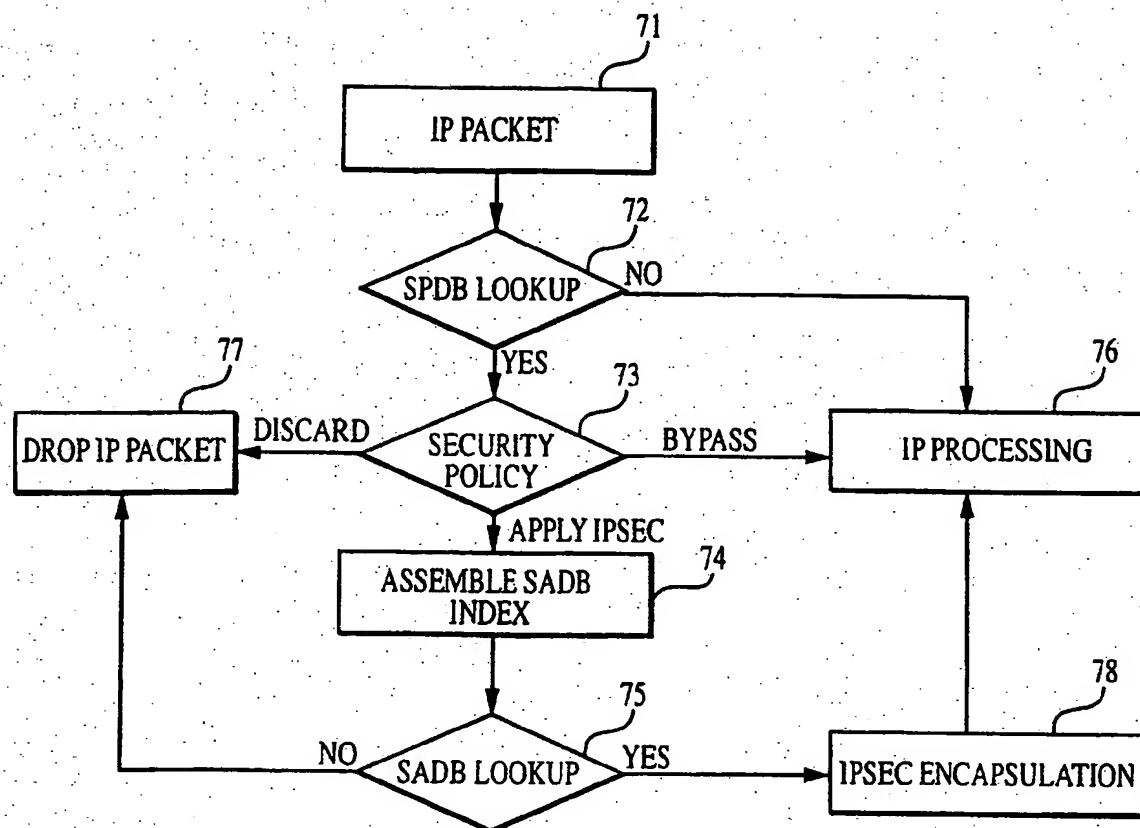 71
IP PACKET
72
SPDB LOOKUP
NO
YES
77
73
76
DROP IP PACKET
DISCARD
SECURITY
POLICY
BYPASS
IP PROCESSING
APPLY IPSEC
74
ASSEMBLE SADB
INDEX
75
78
NO
SADB LOOKUP
YES
IPSEC ENCAPSULATION